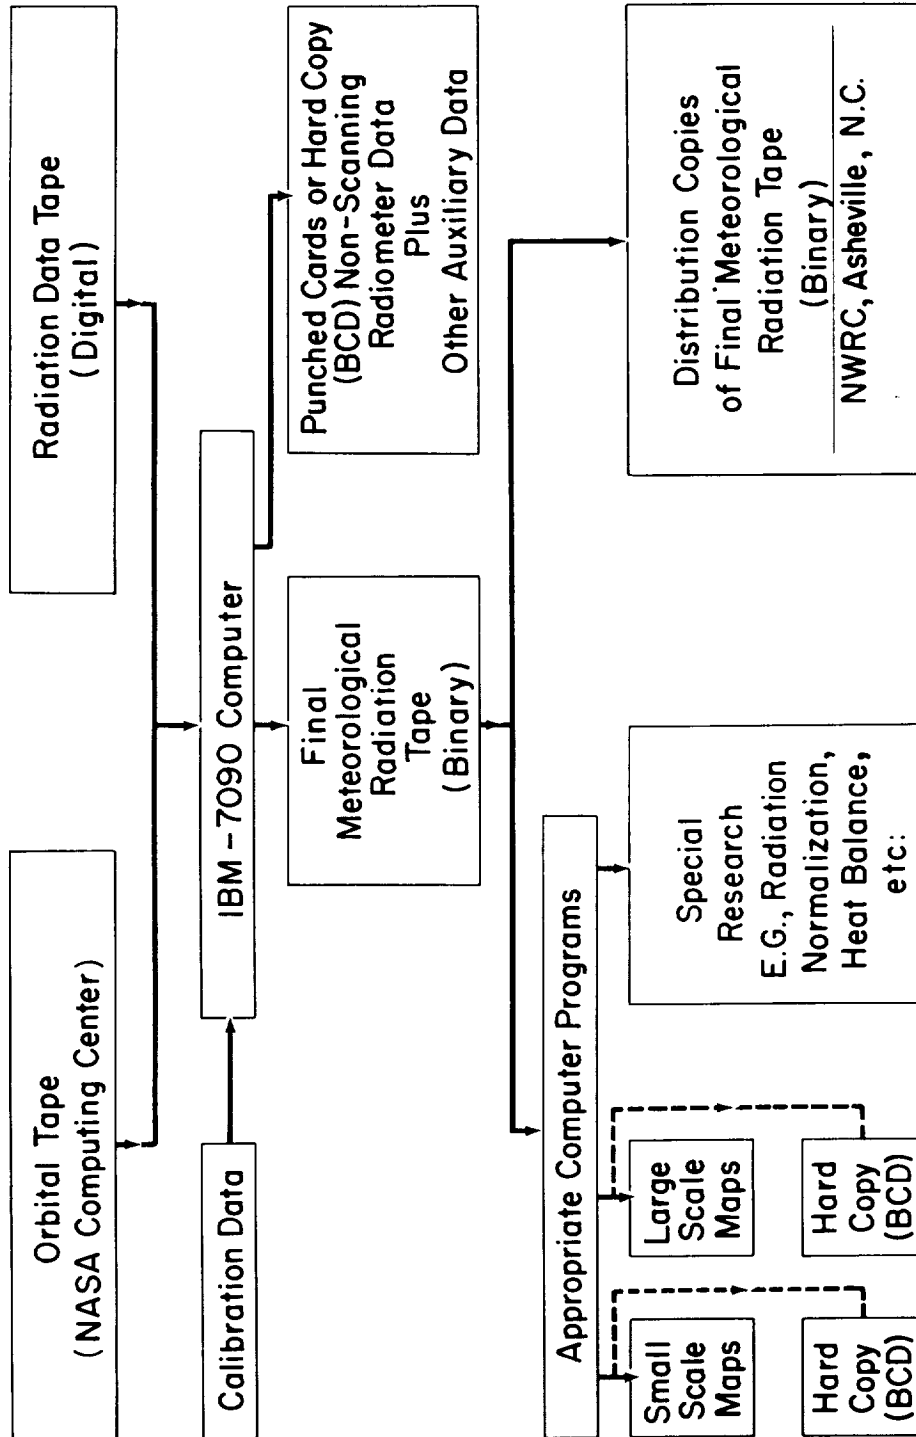 Orbital Tape
(NASA Computing Center)
Radiation Data Tape
(Digital)
Calibration Data
IBM-7090 Computer
Final
Meteorological
Radiation
Tape
(Binary)
Punched Cards or Hard Copy
(BCD) Non-Scanning
Radiometer Data
Plus
Other Auxiliary Data
Appropriate Computer Programs
Small
Scale
Maps
Large
Scale
Maps
Hard
Copy
(BCD)
Hard
Copy
(BCD)
Special
Research
E.G., Radiation
Normalization,
Heat Balance,
etc:
Distribution Copies
of Final Meteorological
Radiation Tape
(Binary)
NWRC, Asheville, N.C.